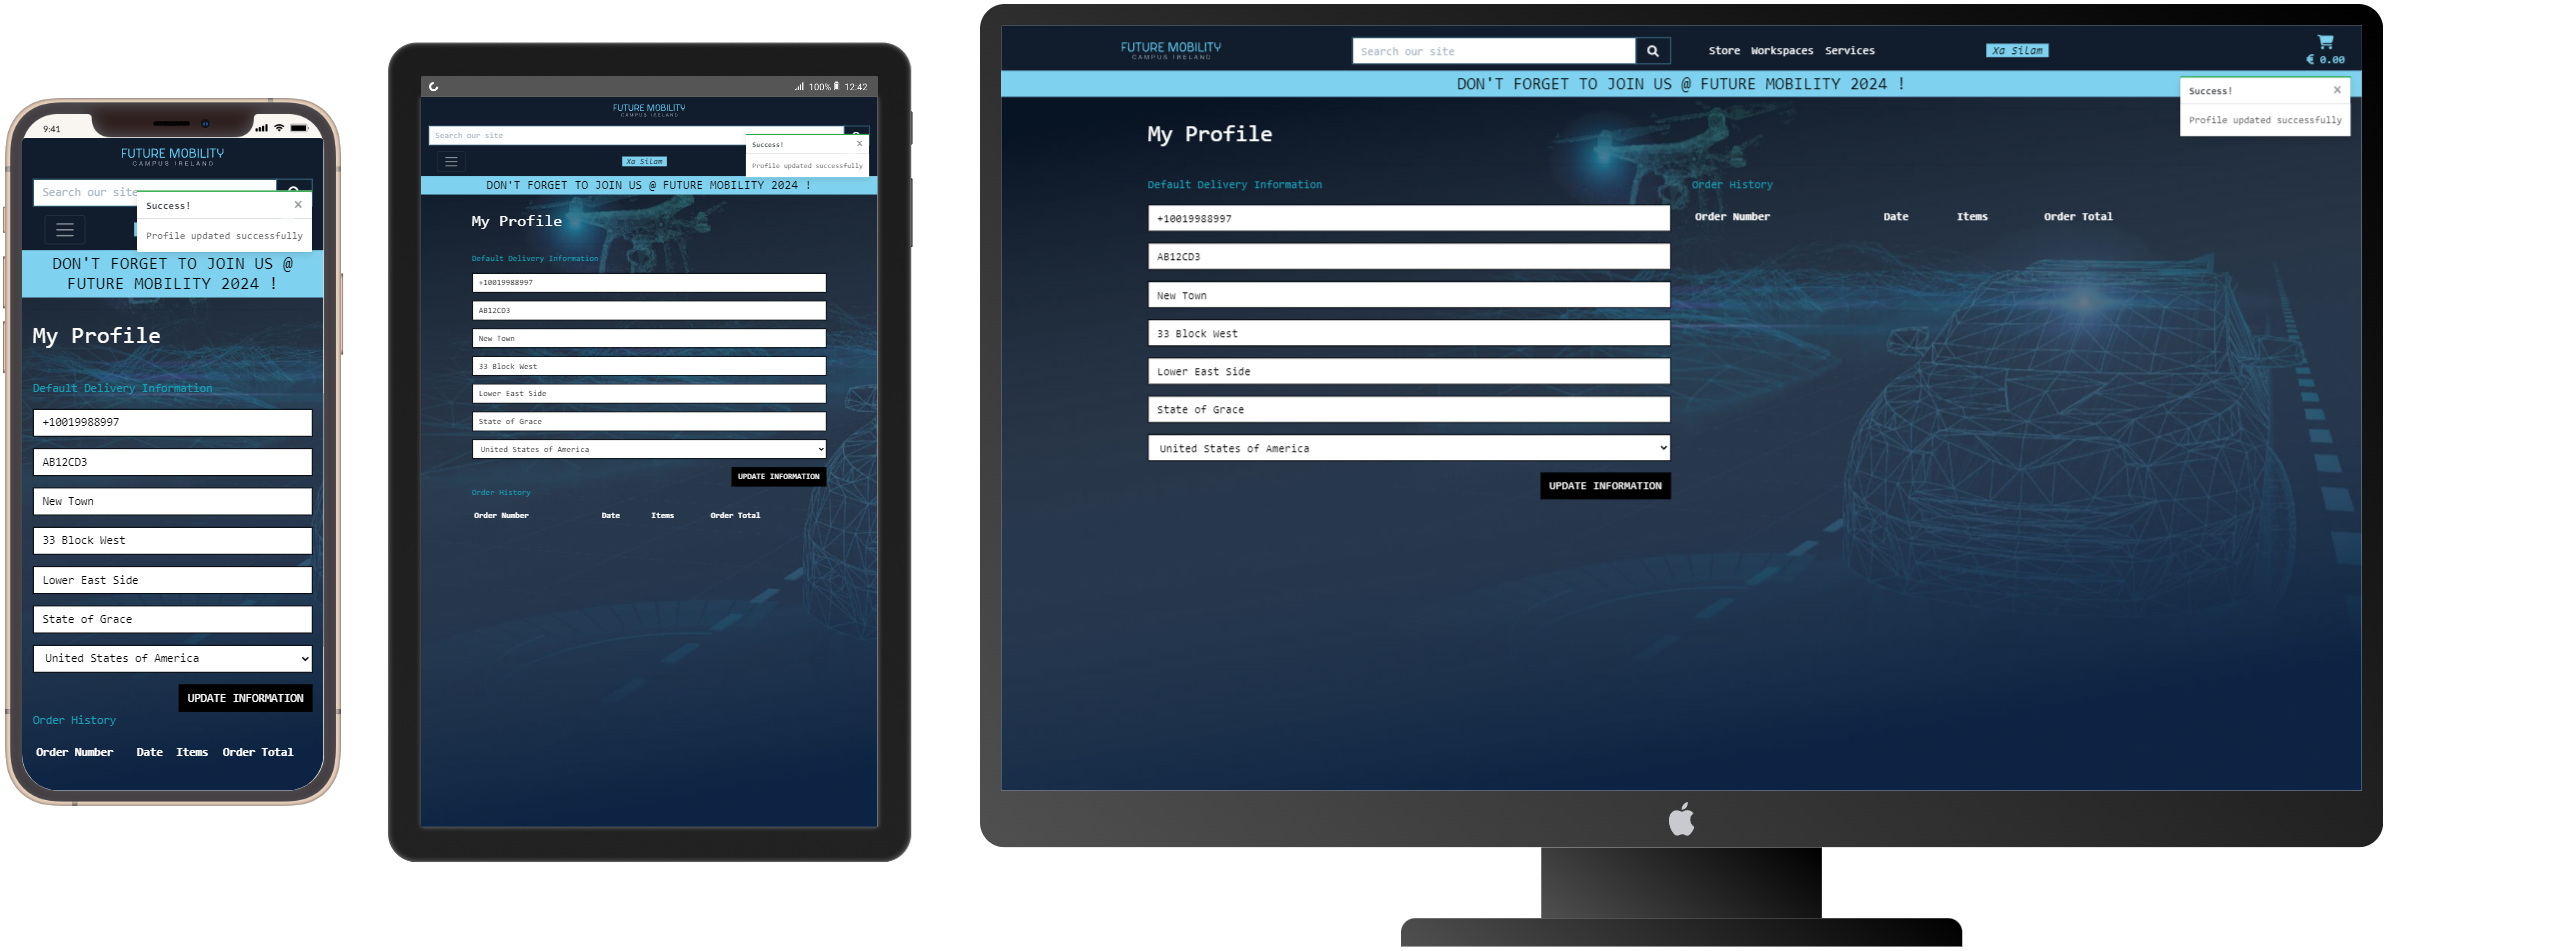 9:41
FUTURE MOBILITY
CAMPUS IRELAND
Search our site
Success! ×
Profile updated successfully
DON'T FORGET TO JOIN US @
FUTURE MOBILITY 2024 !
My Profile
Default Delivery Information
+10019988997
AB12CD3
New Town
33 Block West
Lower East Side
State of Grace
United States of America
UPDATE INFORMATION
Order History
Order Number Date Items Order Total
100% 12:42
FUTURE MOBILITY
CAMPUS IRELAND
Search our site
Xa Silam
Success! ×
Profile updated successfully
DON'T FORGET TO JOIN US @ FUTURE MOBILITY 2024 !
My Profile
Default Delivery Information
+10019988997
AB12CD3
New Town
33 Block West
Lower East Side
State of Grace
United States of America
UPDATE INFORMATION
Order History
Order Number Date Items Order Total
FUTURE MOBILITY
CAMPUS IRELAND
Search our site
Store Workspaces Services
Xa Silam
€ 0.00
DON'T FORGET TO JOIN US @ FUTURE MOBILITY 2024 !
Success! ×
Profile updated successfully
My Profile
Default Delivery Information
+10019988997
AB12CD3
New Town
33 Block West
Lower East Side
State of Grace
United States of America
UPDATE INFORMATION
Order History
Order Number Date Items Order Total